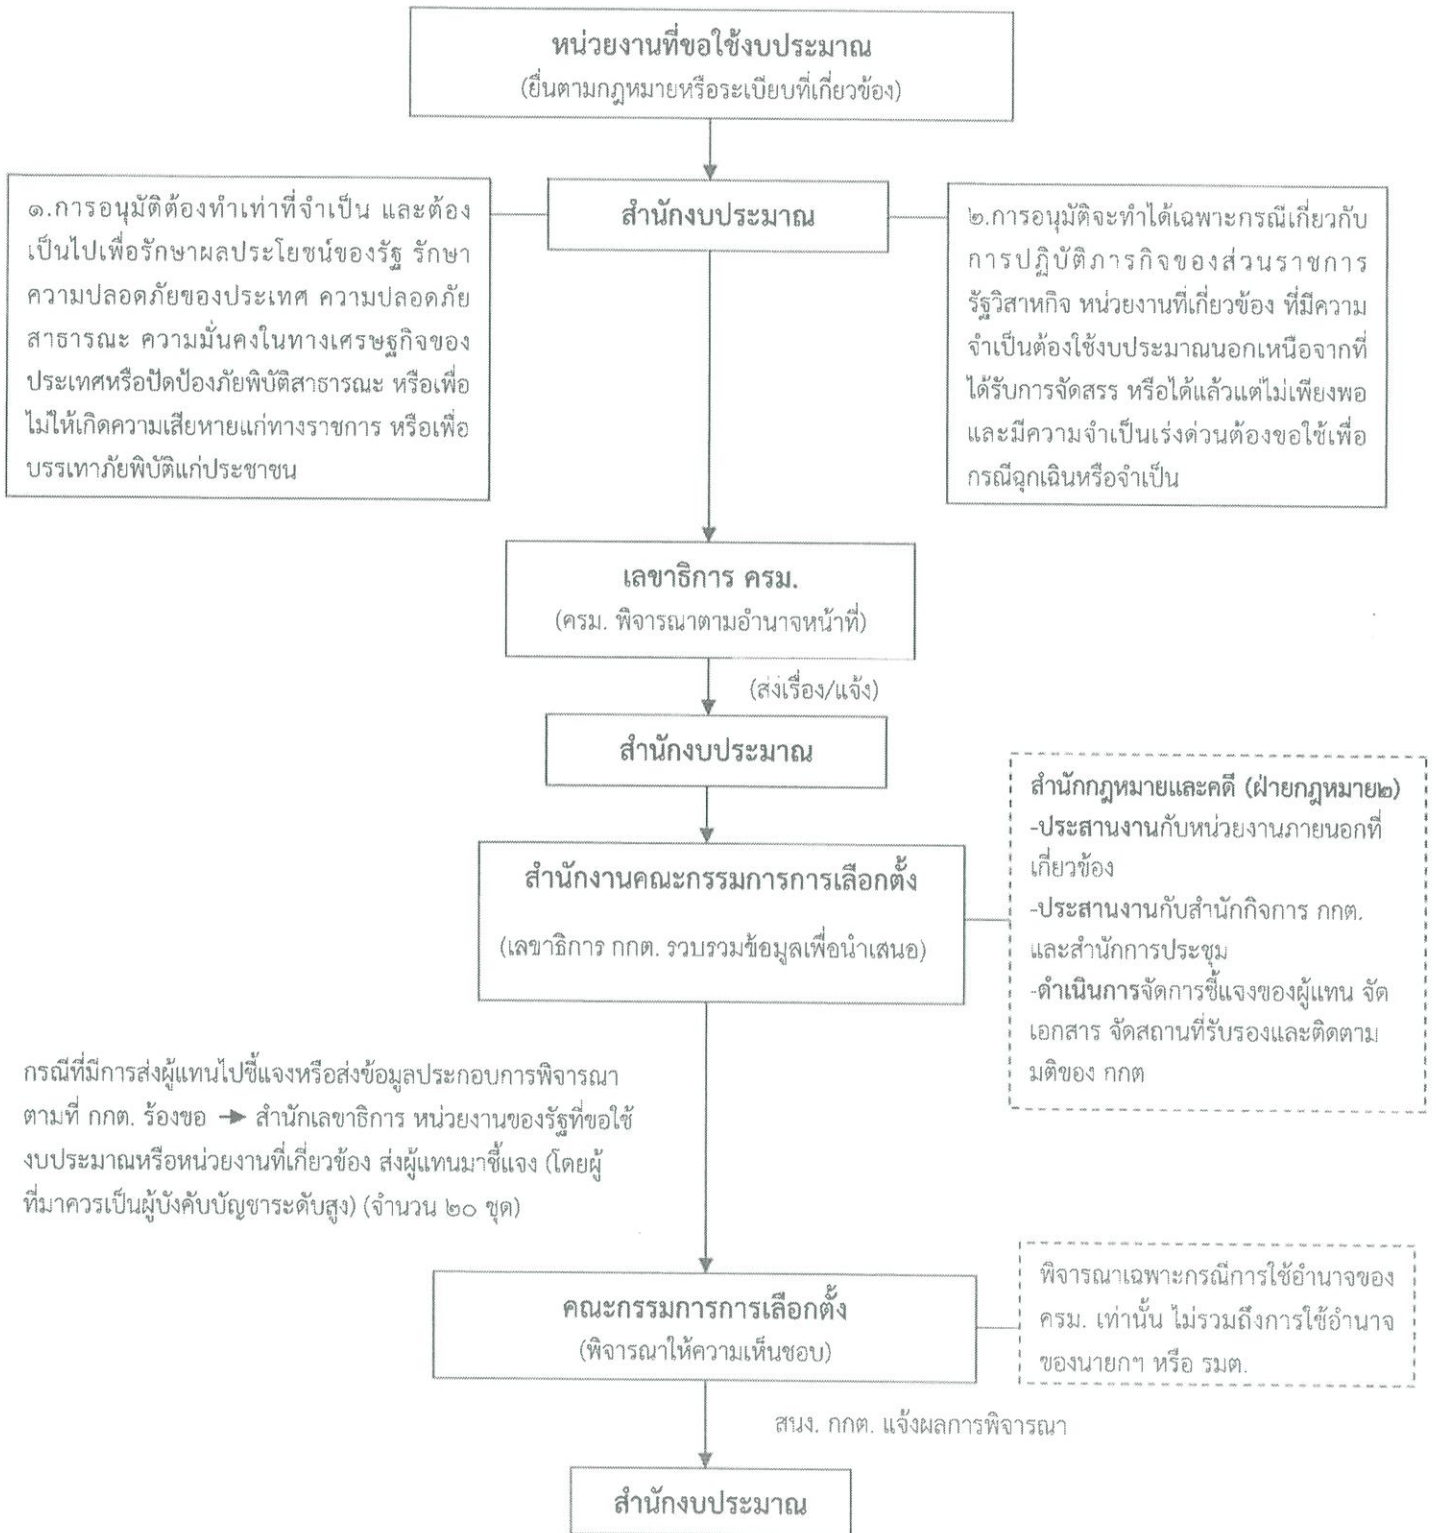 หน่วยงานที่ขอใช้งบประมาณ
(ยื่นตามกฎหมายหรือระเบียบที่เกี่ยวข้อง)
สำนักงบประมาณ
๑.การอนุมัติต้องทำเท่าที่จำเป็น และต้อง
เป็นไปเพื่อรักษาผลประโยชน์ของรัฐ รักษา
ความปลอดภัยของประเทศ ความปลอดภัย
สาธารณะ ความมั่นคงในทางเศรษฐกิจของ
ประเทศหรือปัดป้องภัยพิบัติสาธารณะ หรือเพื่อ
ไม่ให้เกิดความเสียหายแก่ทางราชการ หรือเพื่อ
บรรเทาภัยพิบัติแก่ประชาชน
๒.การอนุมัติจะทำได้เฉพาะกรณีเกี่ยวกับ
การปฏิบัติภารกิจของส่วนราชการ
รัฐวิสาหกิจ หน่วยงานที่เกี่ยวข้อง ที่มีความ
จำเป็นต้องใช้งบประมาณนอกเหนือจากที่
ได้รับการจัดสรร หรือได้แล้วแต่ไม่เพียงพอ
และมีความจำเป็นเร่งด่วนต้องขอใช้เพื่อ
กรณีฉุกเฉินหรือจำเป็น
เลขาธิการ ครม.
(ครม. พิจารณาตามอำนาจหน้าที่)
(ส่งเรื่อง/แจ้ง)
สำนักงบประมาณ
สำนักงานคณะกรรมการการเลือกตั้ง
(เลขาธิการ กกต. รวบรวมข้อมูลเพื่อนำเสนอ)
สำนักกฎหมายและคดี (ฝ่ายกฎหมาย๒)
-ประสานงานกับหน่วยงานภายนอกที่
เกี่ยวข้อง
-ประสานงานกับสำนักกิจการ กกต.
และสำนักการประชุม
-ดำเนินการจัดการชี้แจงของผู้แทน จัด
เอกสาร จัดสถานที่รับรองและติดตาม
มติของ กกต
กรณีที่มีการส่งผู้แทนไปชี้แจงหรือส่งข้อมูลประกอบการพิจารณา
ตามที่ กกต. ร้องขอ → สำนักเลขาธิการ หน่วยงานของรัฐที่ขอใช้
งบประมาณหรือหน่วยงานที่เกี่ยวข้อง ส่งผู้แทนมาชี้แจง (โดยผู้
ที่มาควรเป็นผู้บังคับบัญชาระดับสูง) (จำนวน ๒๐ ชุด)
คณะกรรมการการเลือกตั้ง
(พิจารณาให้ความเห็นชอบ)
พิจารณาเฉพาะกรณีการใช้อำนาจของ
ครม. เท่านั้น ไม่รวมถึงการใช้อำนาจ
ของนายกฯ หรือ รมต.
สนง. กกต. แจ้งผลการพิจารณา
สำนักงบประมาณ